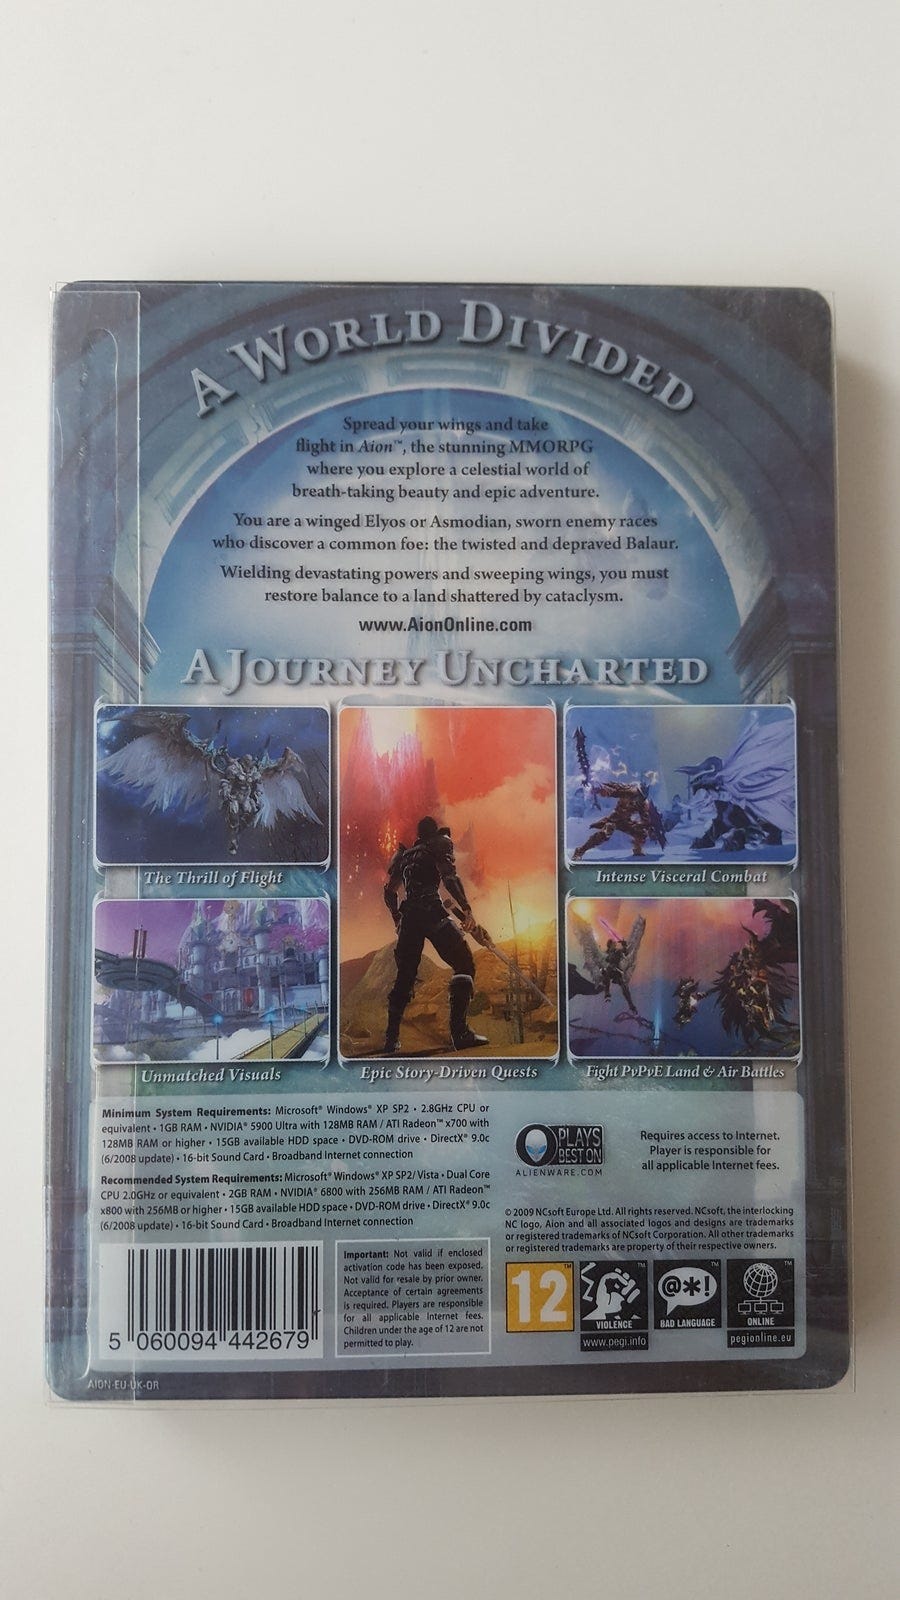 A WORLD DIVIDED
Spread your wings and take
flight in Aion™, the stunning MMORPG
where you explore a celestial world of
breath-taking beauty and epic adventure.
You are a winged Elyos or Asmodian, sworn enemy races
who discover a common foe: the twisted and depraved Balaur.
Wielding devastating powers and sweeping wings, you must
restore balance to a land shattered by cataclysm.
www.AionOnline.com
A JOURNEY UNCHARTED
The Thrill of Flight
Intense Visceral Combat
Unmatched Visuals
Epic Story-Driven Quests
Fight PvPvE Land & Air Battles
Minimum System Requirements: Microsoft® Windows® XP SP2 • 2.8GHz CPU or
equivalent • 1GB RAM • NVIDIA® 5900 Ultra with 128MB RAM / ATI Radeon™ x700 with
128MB RAM or higher • 15GB available HDD space • DVD-ROM drive • DirectX® 9.0c
(6/2008 update) • 16-bit Sound Card • Broadband Internet connection
Recommended System Requirements: Microsoft® Windows® XP SP2/ Vista • Dual Core
CPU 2.0GHz or equivalent • 2GB RAM • NVIDIA® 6800 with 256MB RAM / ATI Radeon™
x800 with 256MB or higher • 15GB available HDD space • DVD-ROM drive • DirectX® 9.0c
(6/2008 update) • 16-bit Sound Card • Broadband Internet connection
PLAYS
BEST ON
ALIENWARE.COM
Requires access to Internet.
Player is responsible for
all applicable Internet fees.
© 2009 NCsoft Europe Ltd. All rights reserved. NCsoft, the interlocking
NC logo, Aion and all associated logos and designs are trademarks
or registered trademarks of NCsoft Corporation. All other trademarks
or registered trademarks are property of their respective owners.
5 060094 442679
Important: Not valid if enclosed
activation code has been exposed.
Not valid for resale by prior owner.
Acceptance of certain agreements
is required. Players are responsible
for all applicable Internet fees.
Children under the age of 12 are not
permitted to play.
12™
VIOLENCE
@*!
BAD LANGUAGE
ONLINE
www.pegi.info
pegionline.eu
AION-EU-UK-OR